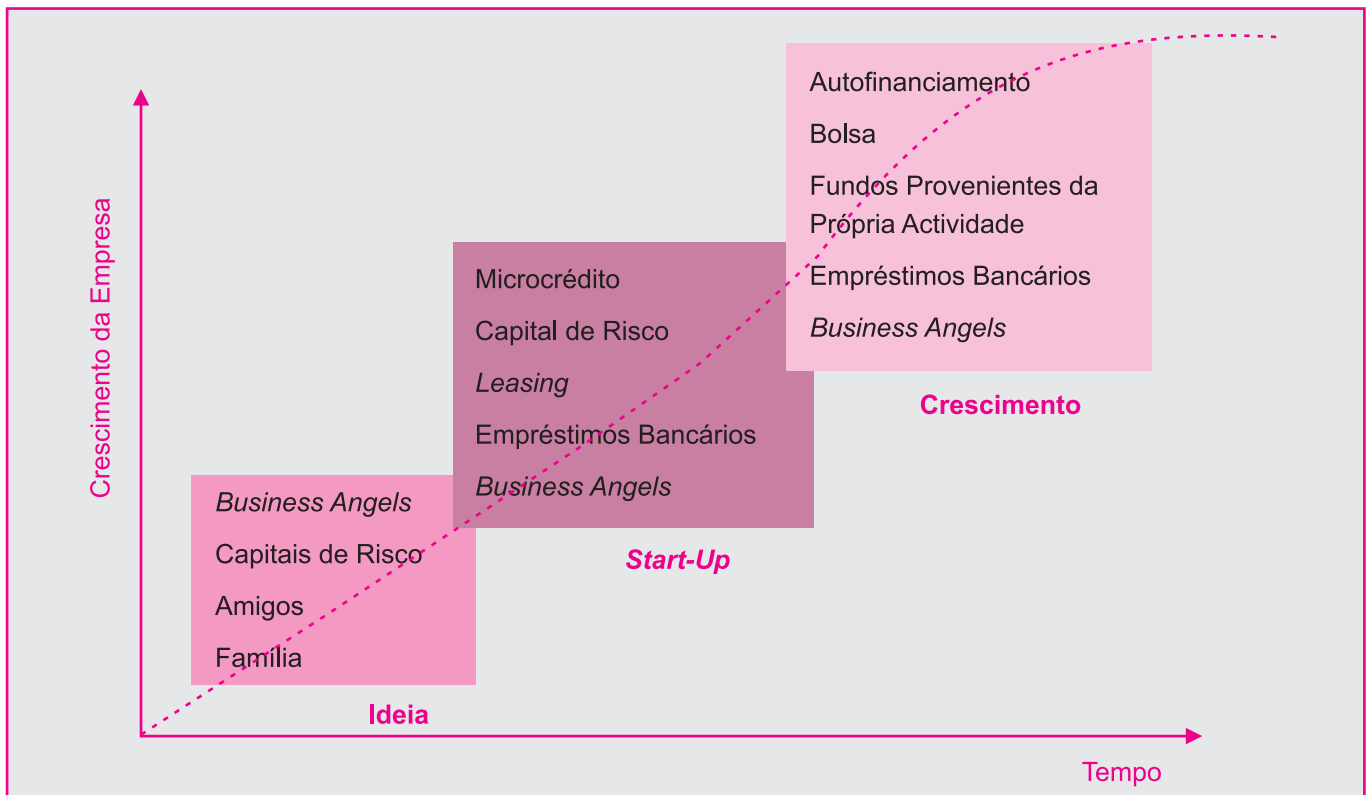 Crescimento da Empresa
Autofinanciamento
Bolsa
Fundos Provenientes da
Própria Actividade
Empréstimos Bancários
Business Angels
Crescimento
Microcrédito
Capital de Risco
Leasing
Empréstimos Bancários
Business Angels
Start-Up
Business Angels
Capitais de Risco
Amigos
Família
Ideia
Tempo